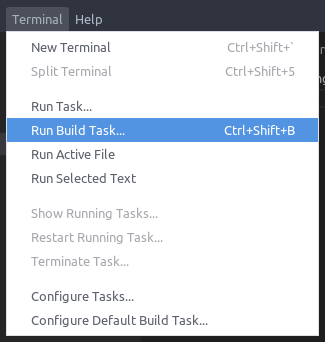 Terminal Help
New Terminal Ctrl+Shift+`
Split Terminal Ctrl+Shift+5
Run Task...
Run Build Task... Ctrl+Shift+B
Run Active File
Run Selected Text
Show Running Tasks...
Restart Running Task...
Terminate Task...
Configure Tasks...
Configure Default Build Task...